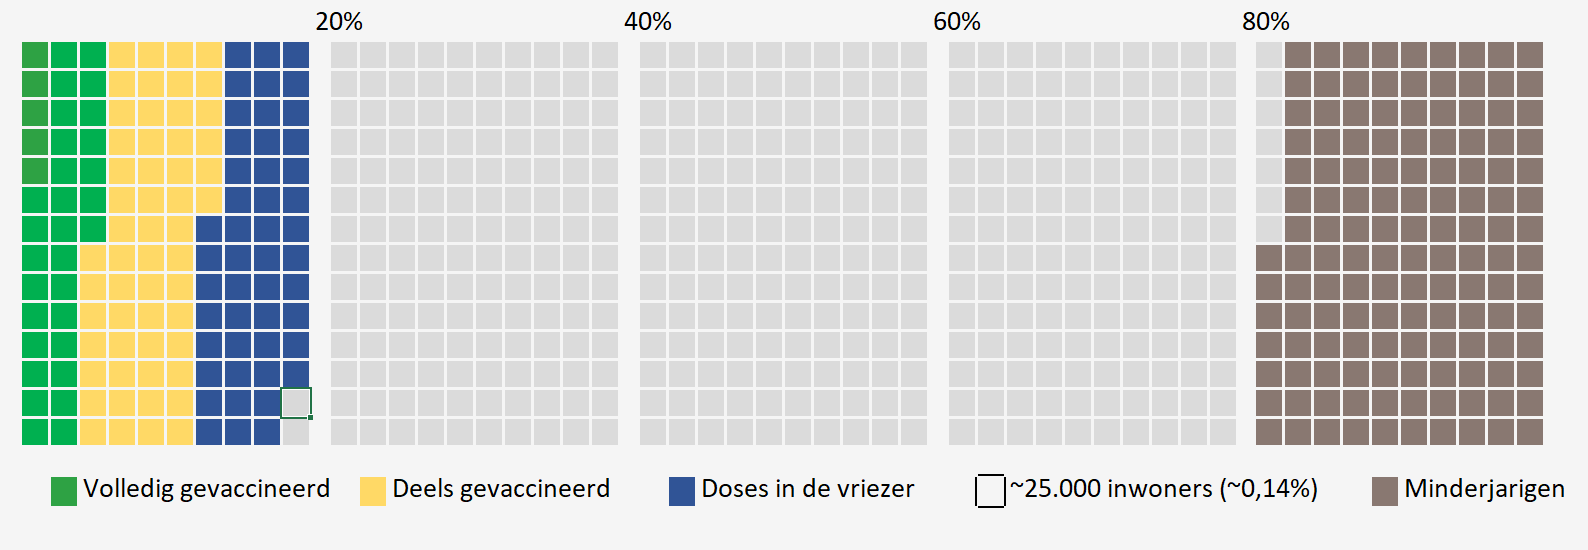 20%
40%
60%
80%
Volledig gevaccineerd
Deels gevaccineerd
Doses in de vriezer
~25.000 inwoners (~0,14%)
Minderjarigen